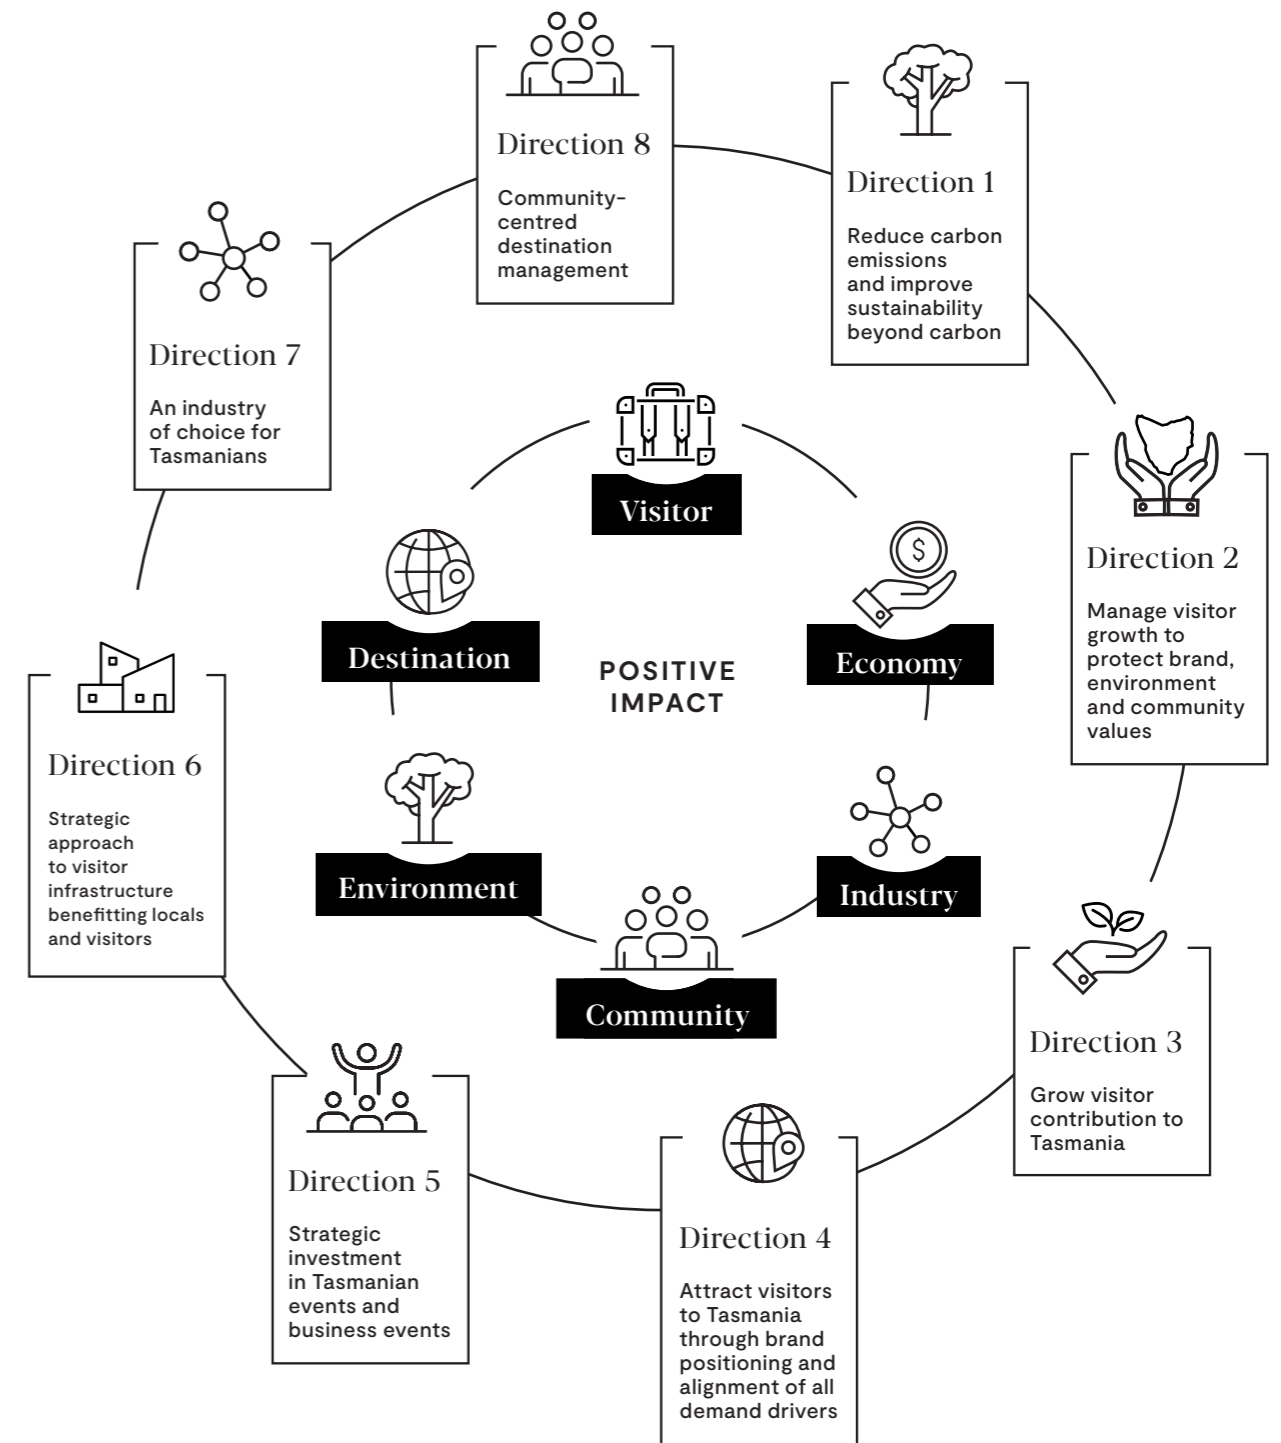 Direction 8
Community-
centred
destination
management
Direction 1
Reduce carbon
emissions
and improve
sustainability
beyond carbon
Direction 7
An industry
of choice for
Tasmanians
Direction 2
Manage visitor
growth to
protect brand,
environment
and community
values
Visitor
$
Destination
Economy
POSITIVE
IMPACT
Environment
Industry
Community
Direction 6
Strategic
approach
to visitor
infrastructure
benefitting locals
and visitors
Direction 3
Grow visitor
contribution to
Tasmania
Direction 5
Strategic
investment
in Tasmanian
events and
business events
Direction 4
Attract visitors
to Tasmania
through brand
positioning and
alignment of all
demand drivers